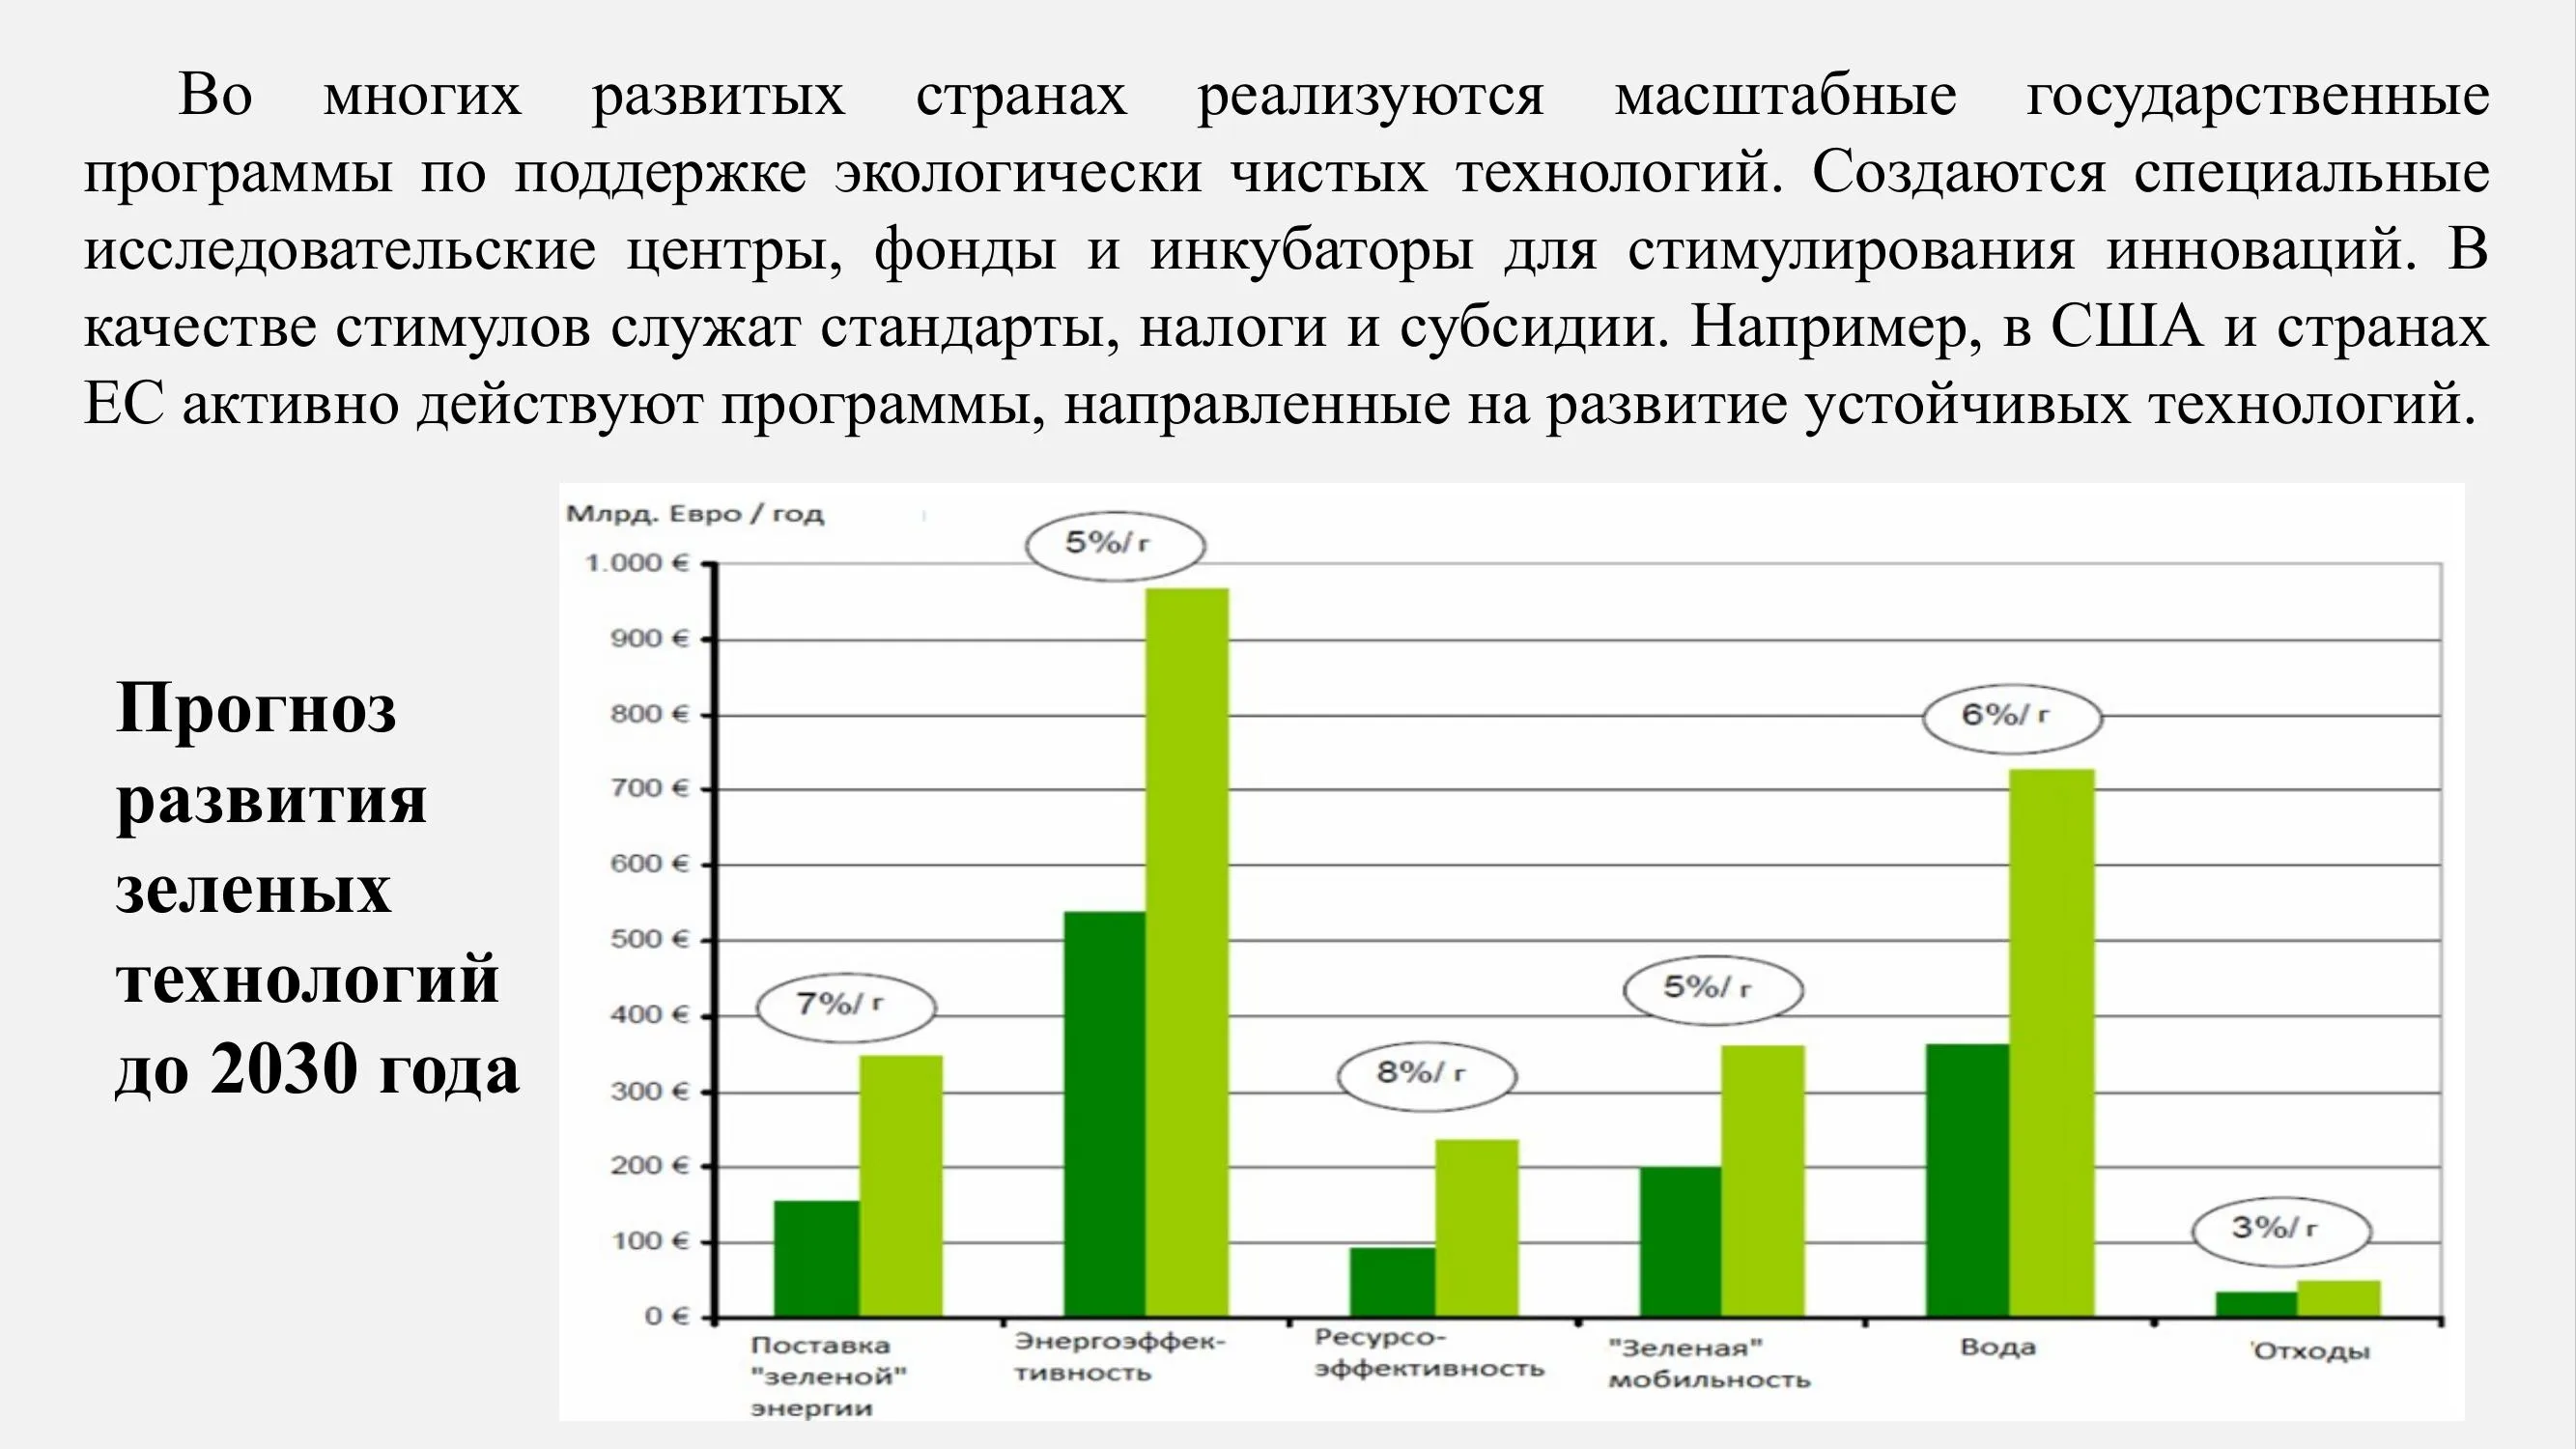 Во многих развитых странах реализуются масштабные государственные
программы по поддержке экологически чистых технологий. Создаются специальные
исследовательские центры, фонды и инкубаторы для стимулирования инноваций. В
качестве стимулов служат стандарты, налоги и субсидии. Например, в США и странах
ЕС активно действуют программы, направленные на развитие устойчивых технологий.
Прогноз
развития
зеленых
технологий
до 2030 года
Млрд. Евро / год
1.000 €
900 €
800 €
700 €
600 €
500 €
400 €
300 €
200 €
100 €
0 €
7%/ г
5%/ г
8%/ г
5%/ г
6%/ г
3%/ г
Поставка
"зеленой"
энергии
Энергоэффек-
тивность
Ресурсо-
эффективность
"Зеленая"
мобильность
Вода
'Отходы